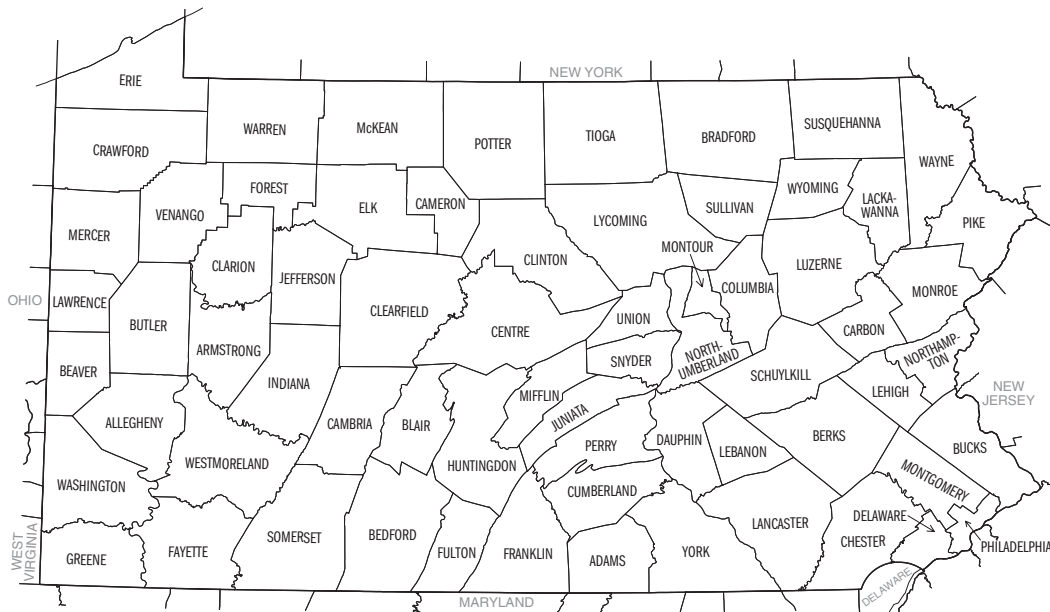 NEW YORK
ERIE
WARREN
McKEAN
POTTER
TIOGA
BRADFORD
SUSQUEHANNA
CRAWFORD
WAYNE
FOREST
ELK
CAMERON
WYOMING
LACKA-
WANNA
VENANGO
LYCOMING
SULLIVAN
PIKE
MERCER
MONTOUR
CLARION
JEFFERSON
CLINTON
LUZERNE
COLUMBIA
MONROE
OHIO
LAWRENCE
BUTLER
CLEARFIELD
CENTRE
UNION
CARBON
ARMSTRONG
SNYDER
NORTH-
UMBERLAND
NORTHAMP-
TON
BEAVER
INDIANA
SCHUYLKILL
LEHIGH
NEW
JERSEY
MIFFLIN
JUNIATA
ALLEGHENY
CAMBRIA
BLAIR
PERRY
DAUPHIN
LEBANON
BERKS
BUCKS
WESTMORELAND
HUNTINGDON
MONTGOMERY
WASHINGTON
CUMBERLAND
SOMERSET
BEDFORD
LANCASTER
DELAWARE
CHESTER
PHILADELPHIA
WEST
VIRGINIA
GREENE
FAYETTE
FULTON
FRANKLIN
ADAMS
YORK
DELAWARE
MARYLAND